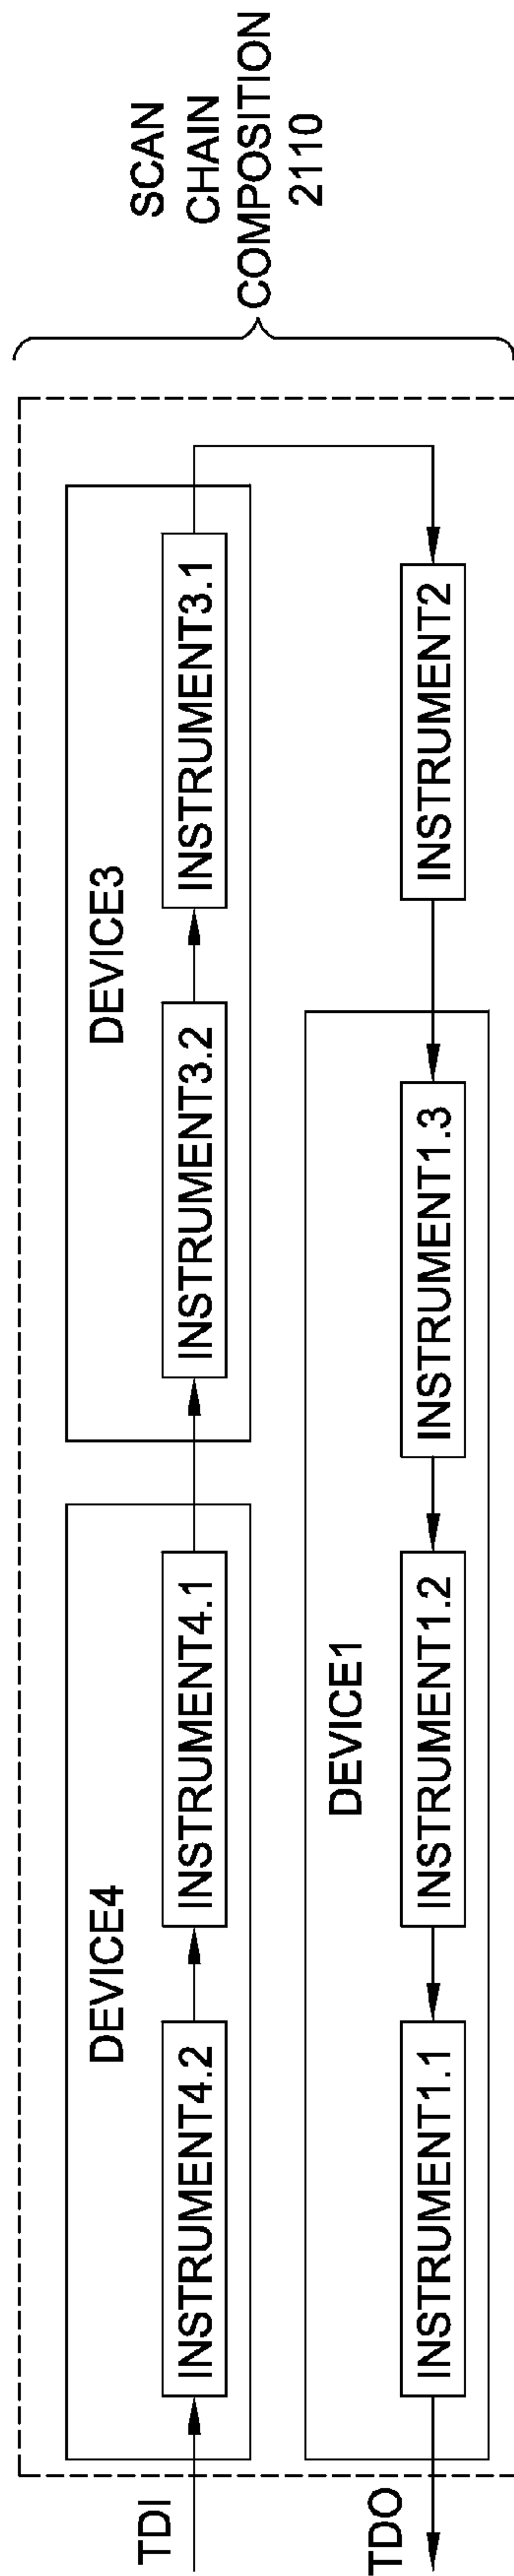 SCAN
CHAIN
COMPOSITION
2110
DEVICE4
DEVICE3
TDI
INSTRUMENT4.2
INSTRUMENT4.1
INSTRUMENT3.2
INSTRUMENT3.1
DEVICE1
TDO
INSTRUMENT1.1
INSTRUMENT1.2
INSTRUMENT1.3
INSTRUMENT2